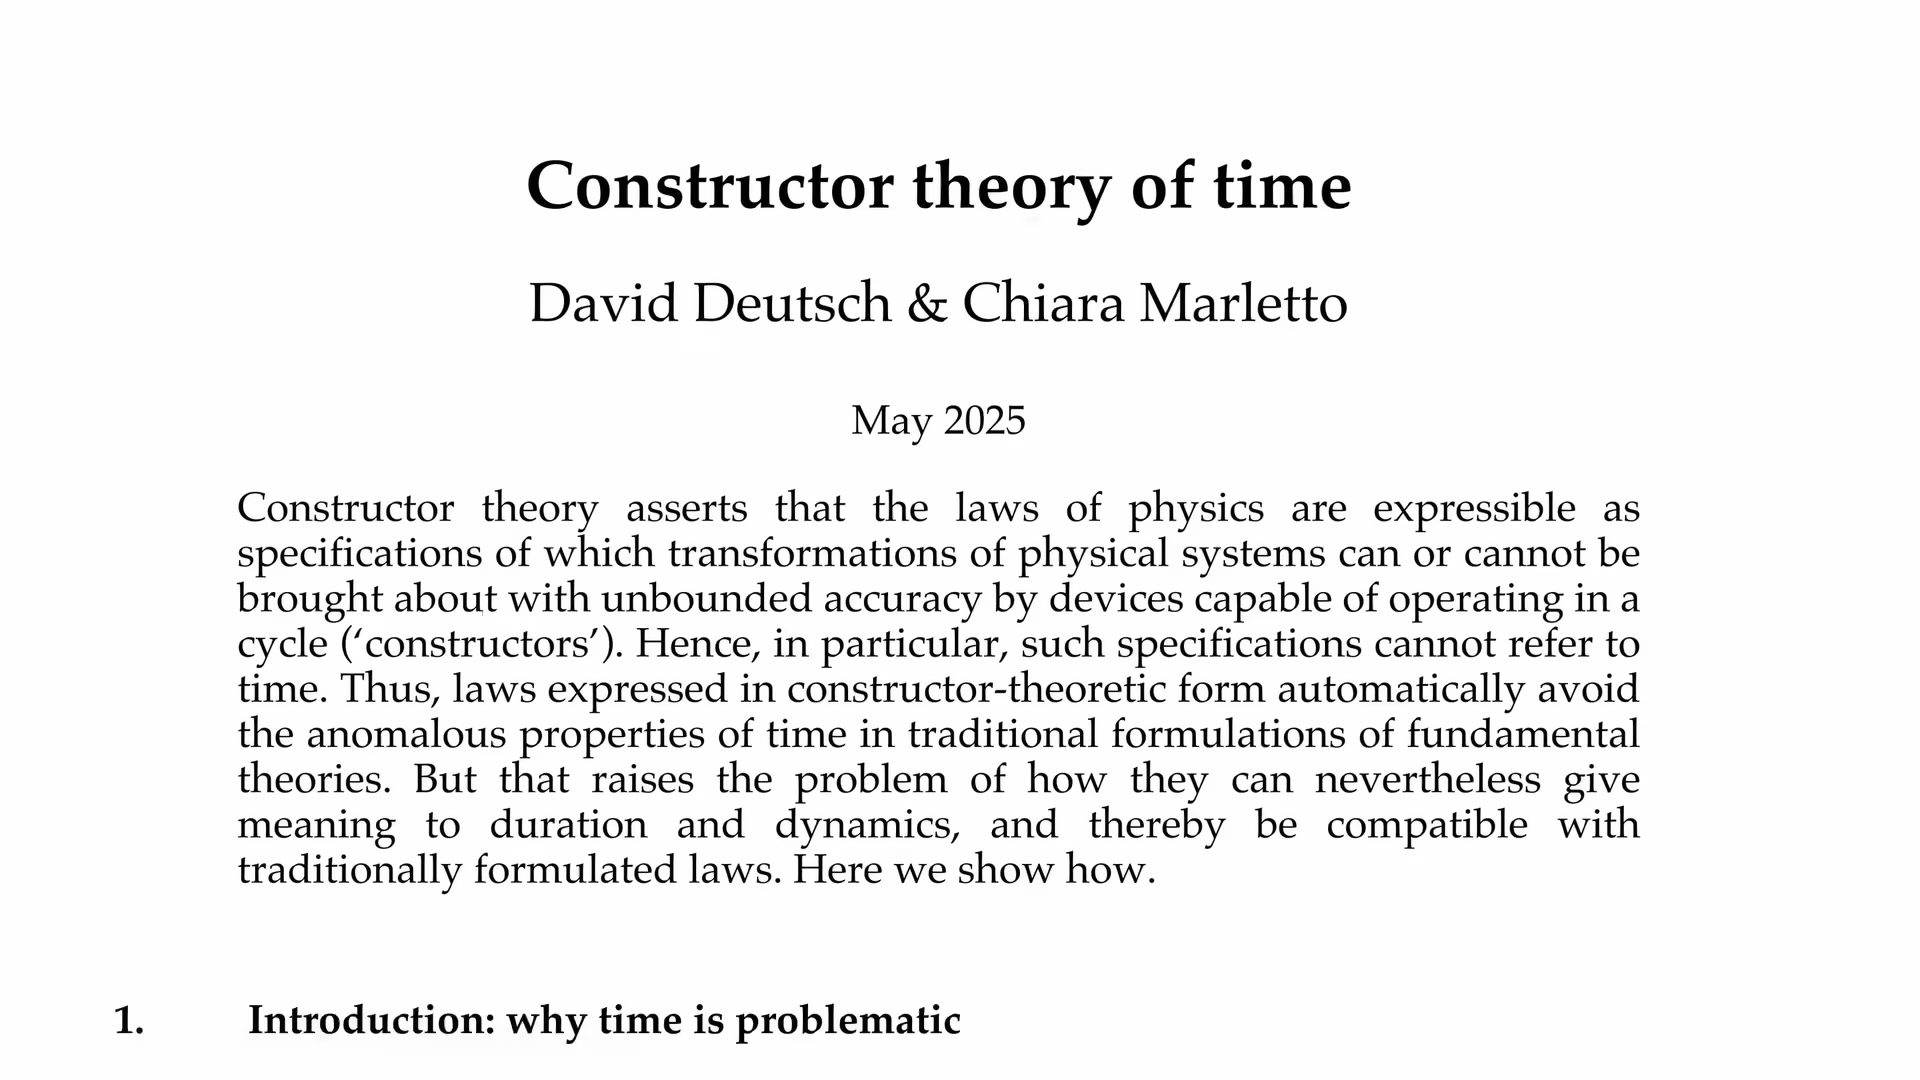 Constructor theory of time
David Deutsch & Chiara Marletto
May 2025
Constructor theory asserts that the laws of physics are expressible as
specifications of which transformations of physical systems can or cannot be
brought about with unbounded accuracy by devices capable of operating in a
cycle (‘constructors’). Hence, in particular, such specifications cannot refer to
time. Thus, laws expressed in constructor-theoretic form automatically avoid
the anomalous properties of time in traditional formulations of fundamental
theories. But that raises the problem of how they can nevertheless give
meaning to duration and dynamics, and thereby be compatible with
traditionally formulated laws. Here we show how.
1. Introduction: why time is problematic